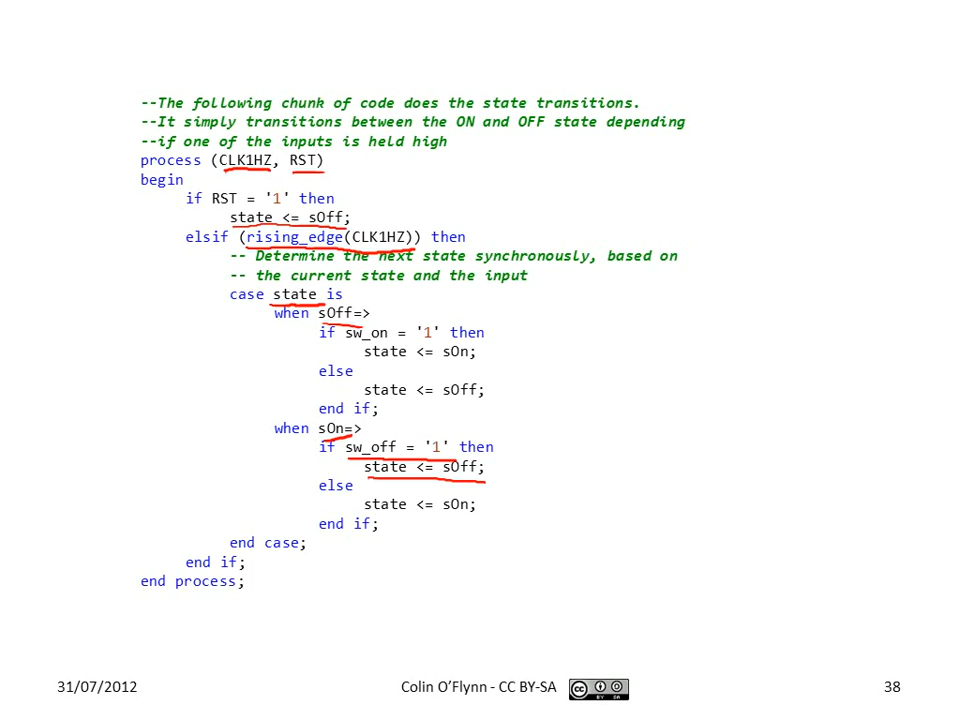 --The following chunk of code does the state transitions.
--It simply transitions between the ON and OFF state depending
--if one of the inputs is held high
process (CLK1HZ, RST)
begin
if RST = '1' then
state <= sOff;
elsif (rising_edge(CLK1HZ)) then
-- Determine the next state synchronously, based on
-- the current state and the input
case state is
when sOff=>
if sw_on = '1' then
state <= sOn;
else
state <= sOff;
end if;
when sOn=>
if sw_off = '1' then
state <= sOff;
else
state <= sOn;
end if;
end case;
end if;
end process;
31/07/2012 Colin O'Flynn - CC BY-SA cc BY SA 38